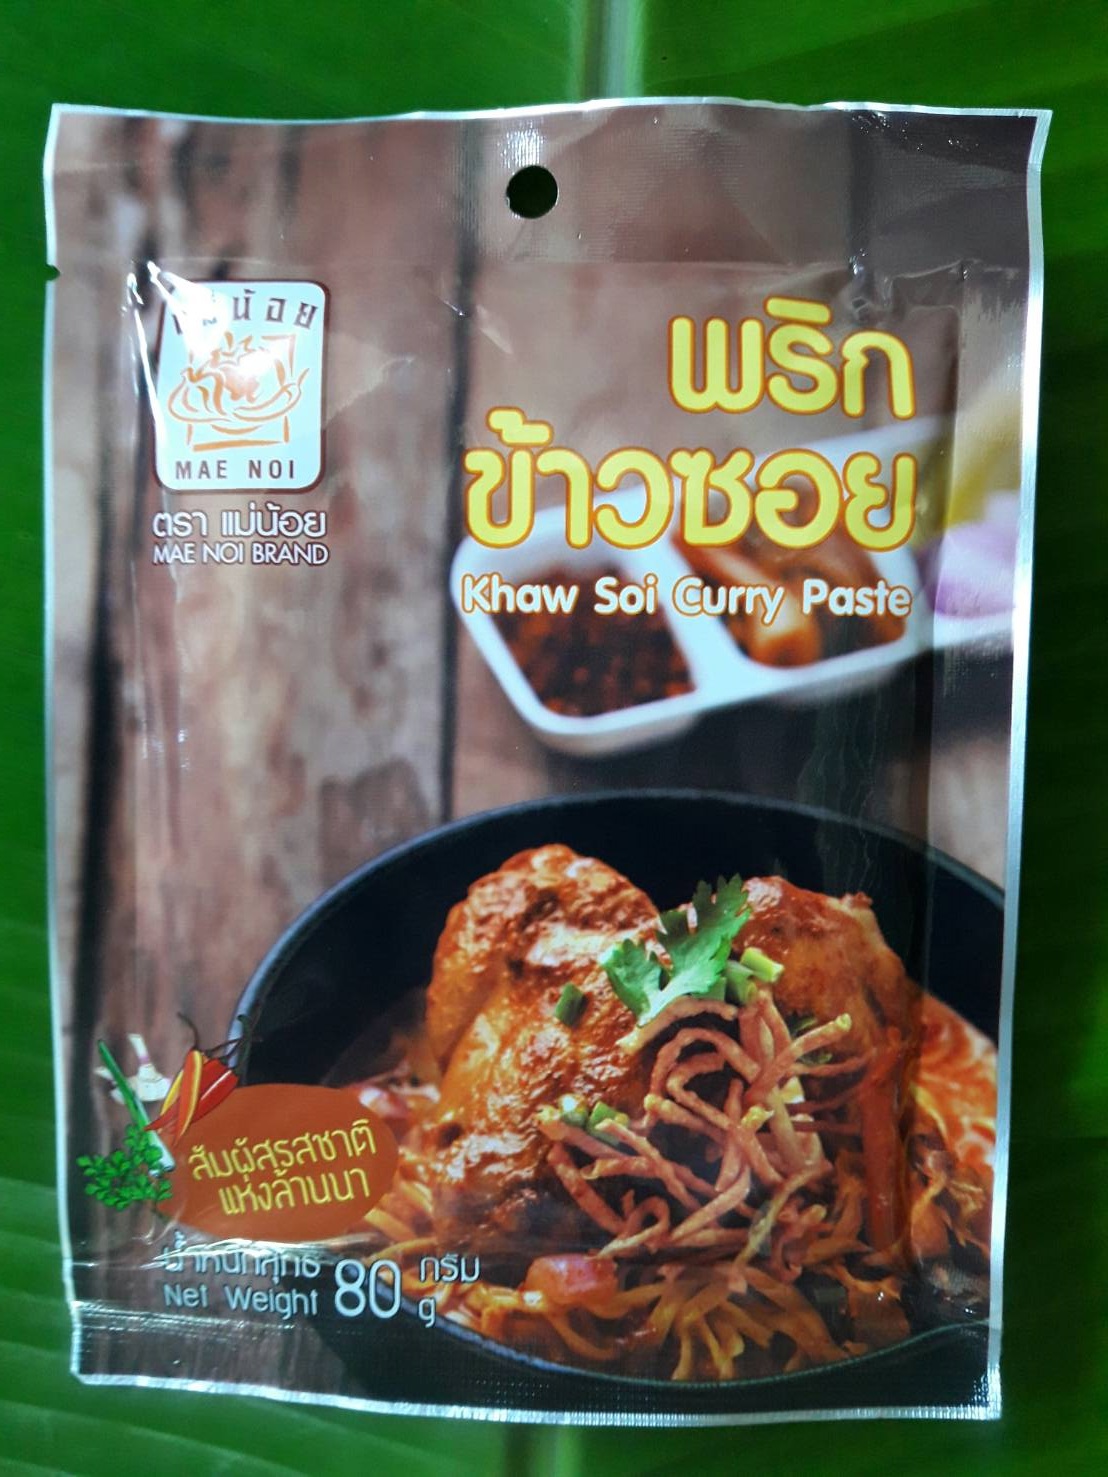 แม่น้อย
MAE NOI
ตรา แม่น้อย
MAE NOI BRAND
พริก
ข้าวซอย
Khaw Soi Curry Paste
สัมผัสรสชาติ
แห่งล้านนา
น้ำหนักสุทธิ 80 กรัม
Net Weight g